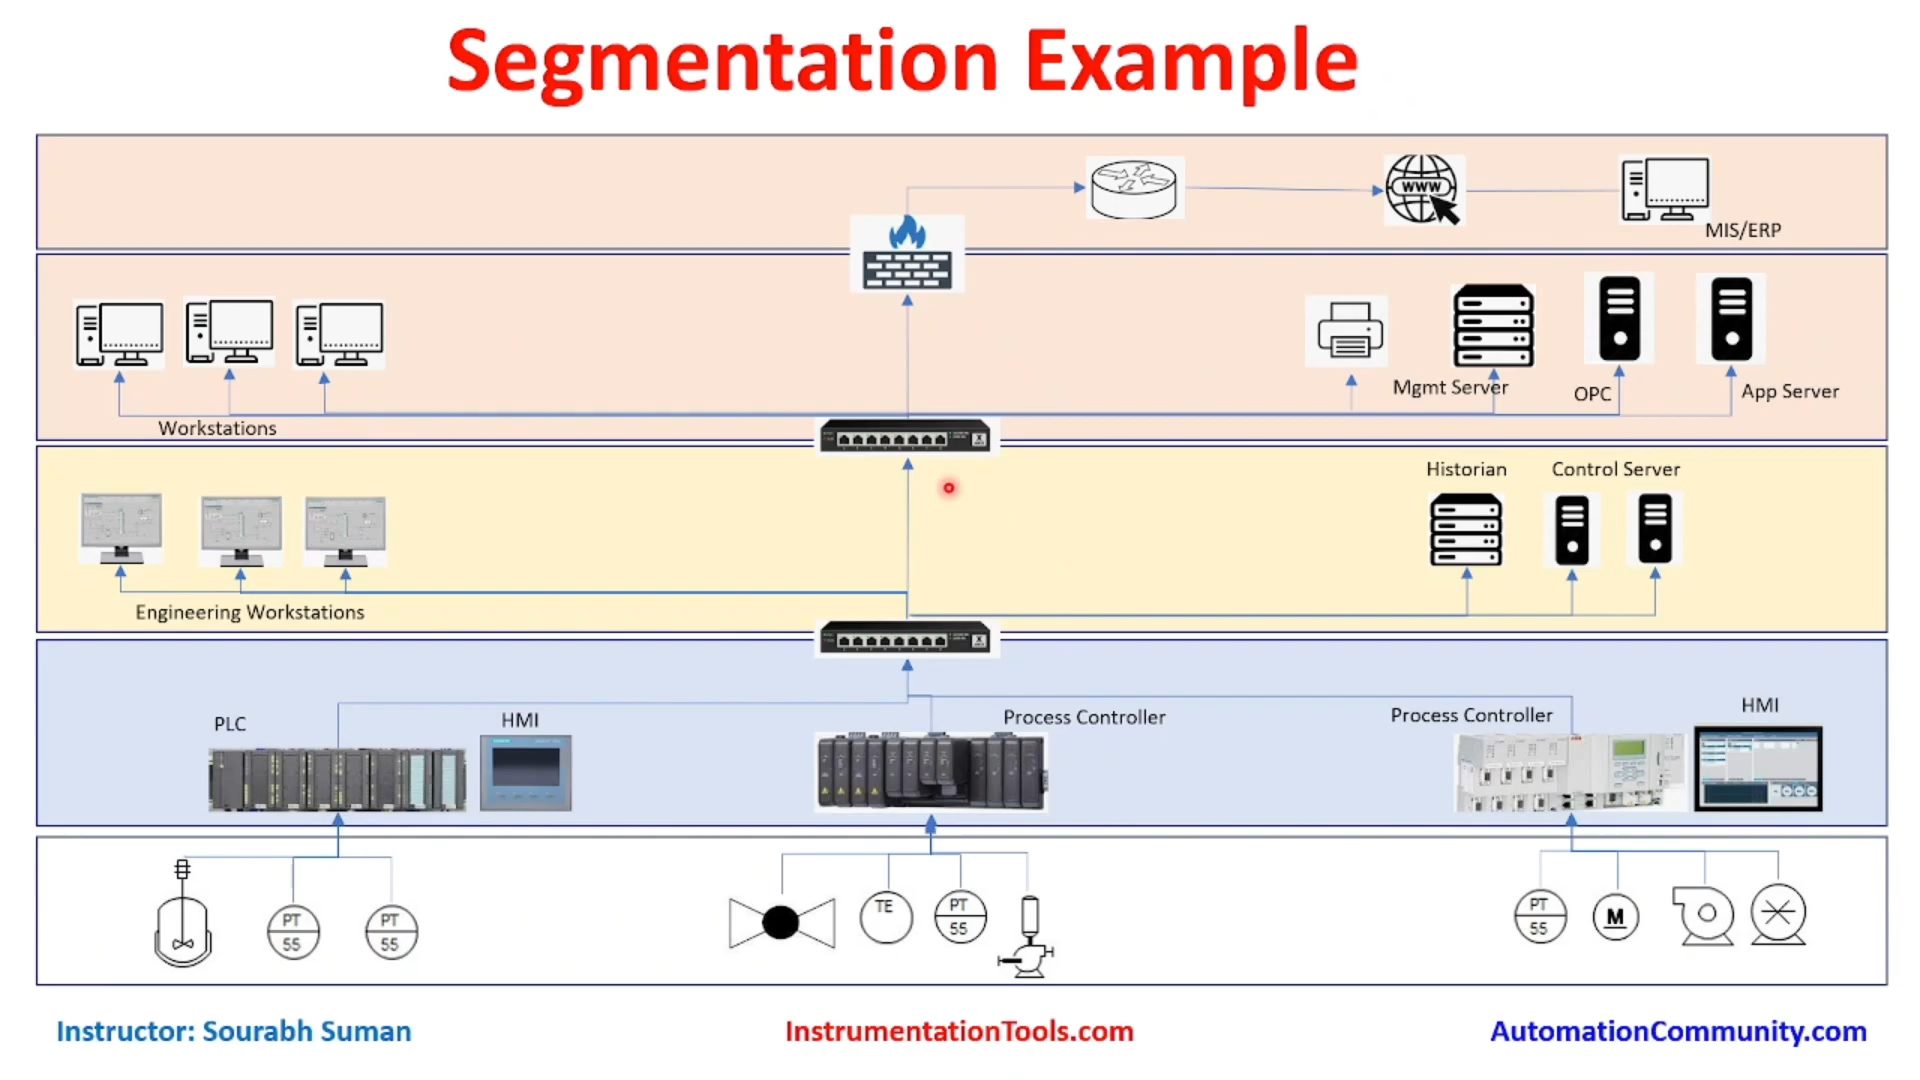 Segmentation Example
WWW
MIS/ERP
Mgmt Server
OPC
App Server
Workstations
Historian
Control Server
Engineering Workstations
PLC
HMI
Process Controller
Process Controller
HMI
PT
55
PT
55
TE
PT
55
PT
55
M
Instructor: Sourabh Suman
InstrumentationTools.com
AutomationCommunity.com